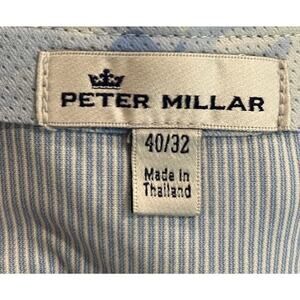 PETER MILLAR
40/32
Made in
Thailand